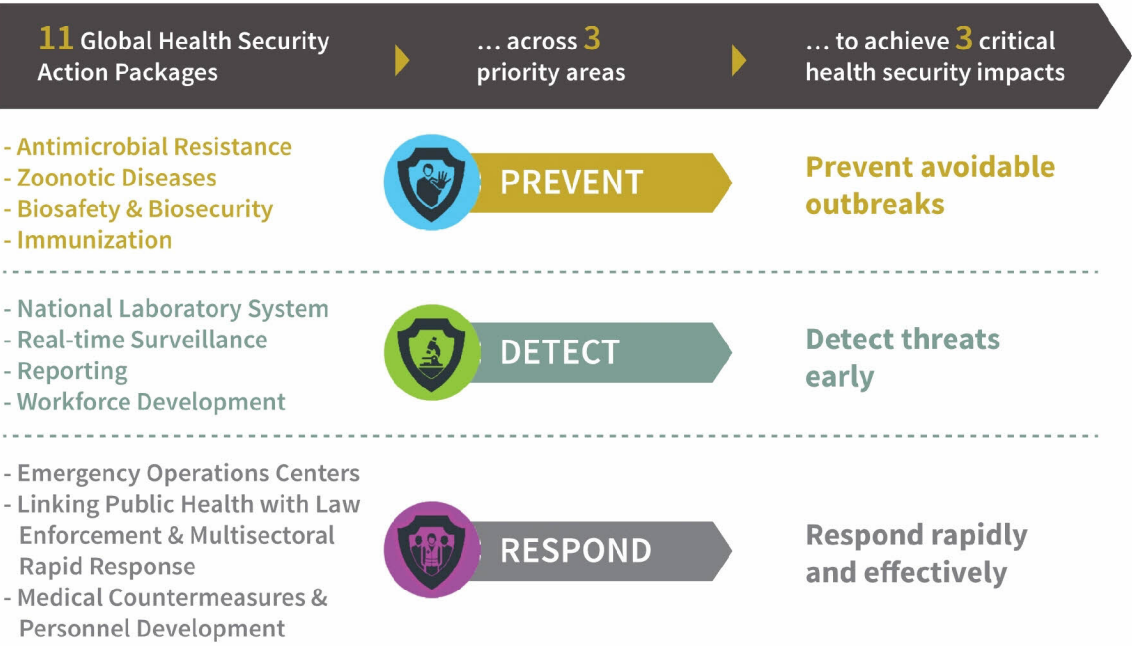 11 Global Health Security
Action Packages
... across 3
priority areas
... to achieve 3 critical
health security impacts
- Antimicrobial Resistance
- Zoonotic Diseases
- Biosafety & Biosecurity
- Immunization
PREVENT
Prevent avoidable
outbreaks
- National Laboratory System
- Real-time Surveillance
- Reporting
- Workforce Development
DETECT
Detect threats
early
- Emergency Operations Centers
- Linking Public Health with Law
Enforcement & Multisectoral
Rapid Response
- Medical Countermeasures &
Personnel Development
RESPOND
Respond rapidly
and effectively